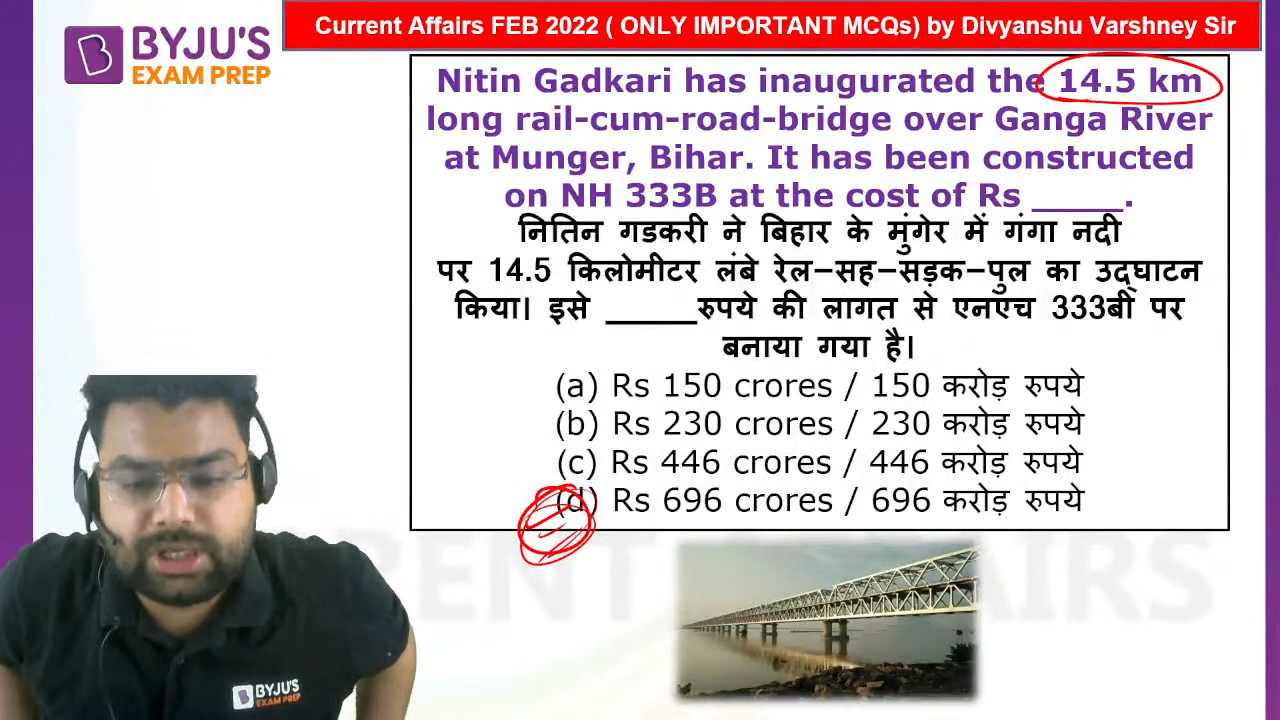 Current Affairs FEB 2022 ( ONLY IMPORTANT MCQs) by Divyanshu Varshney Sir
BYJU'S
EXAM PREP
Nitin Gadkari has inaugurated the 14.5 km
long rail-cum-road-bridge over Ganga River
at Munger, Bihar. It has been constructed
on NH 333B at the cost of Rs ____.
नितिन गडकरी ने बिहार के मुंगेर में गंगा नदी
पर 14.5 किलोमीटर लंबे रेल-सह-सड़क-पुल का उद्घाटन
किया। इसे _____रुपये की लागत से एनएच 333बी पर
बनाया गया है।
(a) Rs 150 crores / 150 करोड़ रुपये
(b) Rs 230 crores / 230 करोड़ रुपये
(c) Rs 446 crores / 446 करोड़ रुपये
(d) Rs 696 crores / 696 करोड़ रुपये
BYJU'S
EXAM PREP